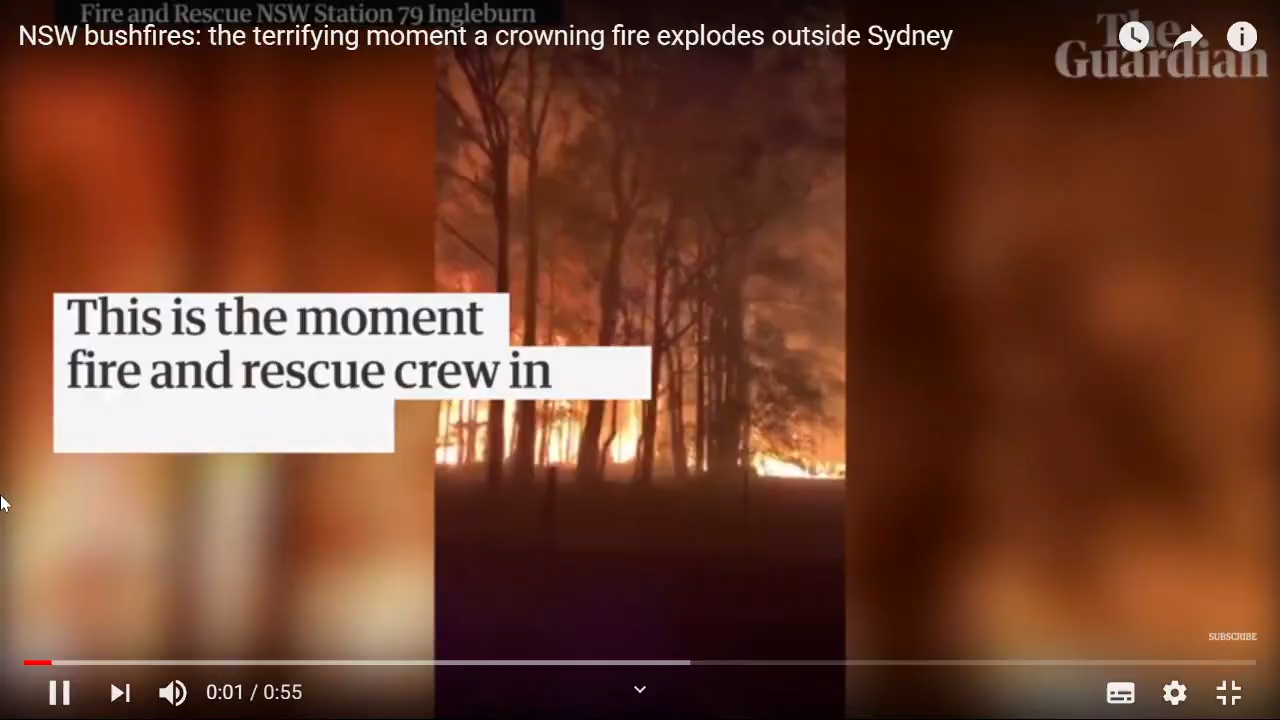 Fire and Rescue NSW Station 79 Ingleburn
NSW bushfires: the terrifying moment a crowning fire explodes outside Sydney
The
Guardian
This is the moment
fire and rescue crew in
SUBSCRIBE
0:01 / 0:55